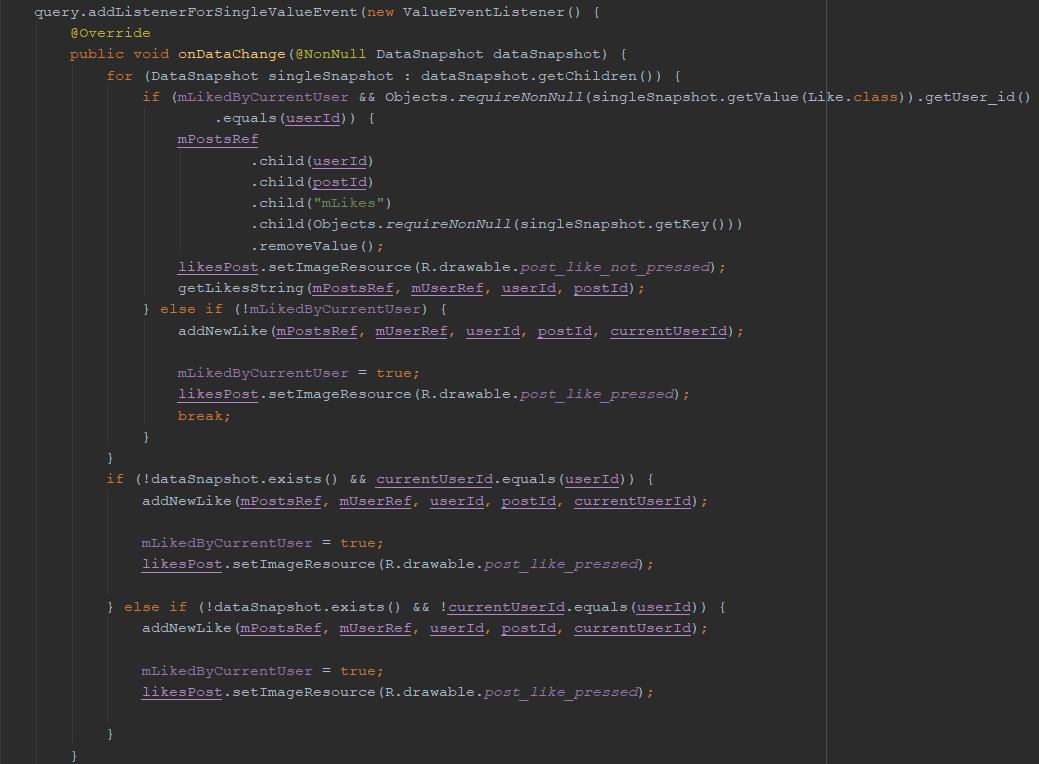 query.addListenerForSingleValueEvent(new ValueEventListener() {
@Override
public void onDataChange(@NonNull DataSnapshot dataSnapshot) {
for (DataSnapshot singleSnapshot : dataSnapshot.getChildren()) {
if (mLikedByCurrentUser && Objects.requireNonNull(singleSnapshot.getValue(Like.class)).getUser_id()
.equals(userId)) {
mPostsRef
.child(userId)
.child(postId)
.child("mLikes")
.child(Objects.requireNonNull(singleSnapshot.getKey()))
.removeValue();
likesPost.setImageResource(R.drawable.post_like_not_pressed);
getLikesString(mPostsRef, mUserRef, userId, postId);
} else if (!mLikedByCurrentUser) {
addNewLike(mPostsRef, mUserRef, userId, postId, currentUserId);
mLikedByCurrentUser = true;
likesPost.setImageResource(R.drawable.post_like_pressed);
break;
}
}
if (!dataSnapshot.exists() && currentUserId.equals(userId)) {
addNewLike(mPostsRef, mUserRef, userId, postId, currentUserId);
mLikedByCurrentUser = true;
likesPost.setImageResource(R.drawable.post_like_pressed);
} else if (!dataSnapshot.exists() && !currentUserId.equals(userId)) {
addNewLike(mPostsRef, mUserRef, userId, postId, currentUserId);
mLikedByCurrentUser = true;
likesPost.setImageResource(R.drawable.post_like_pressed);
}
}